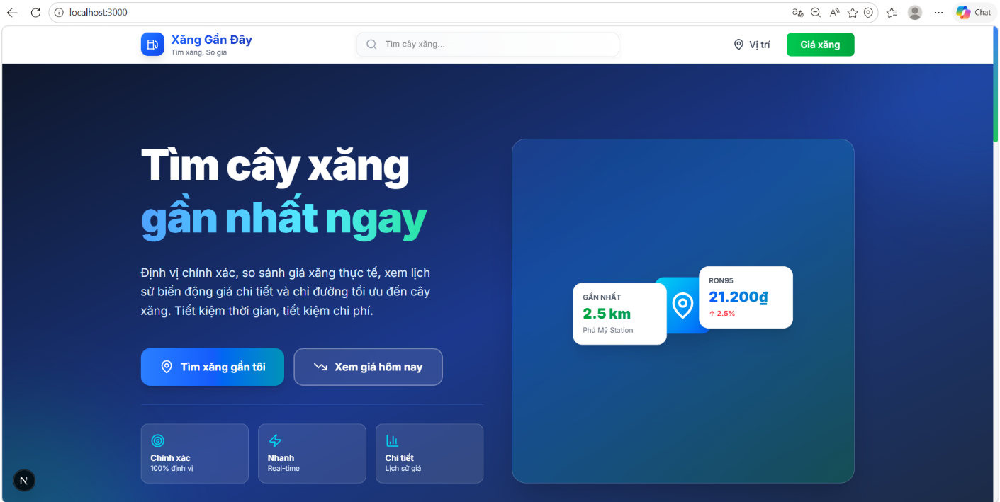 localhost:3000
Chat
Xăng Gần Đây
Tìm xăng, So giá
Tìm cây xăng...
Vị trí
Giá xăng
Tìm cây xăng
gần nhất ngay
Định vị chính xác, so sánh giá xăng thực tế, xem lịch
sử biến động giá chi tiết và chỉ đường tối ưu đến cây
xăng. Tiết kiệm thời gian, tiết kiệm chi phí.
Tìm xăng gần tôi
Xem giá hôm nay
Chính xác
100% định vị
Nhanh
Real-time
Chi tiết
Lịch sử giá
GẦN NHẤT
2.5 km
Phú Mỹ Station
RON95
21.200₫
↑ 2.5%
N